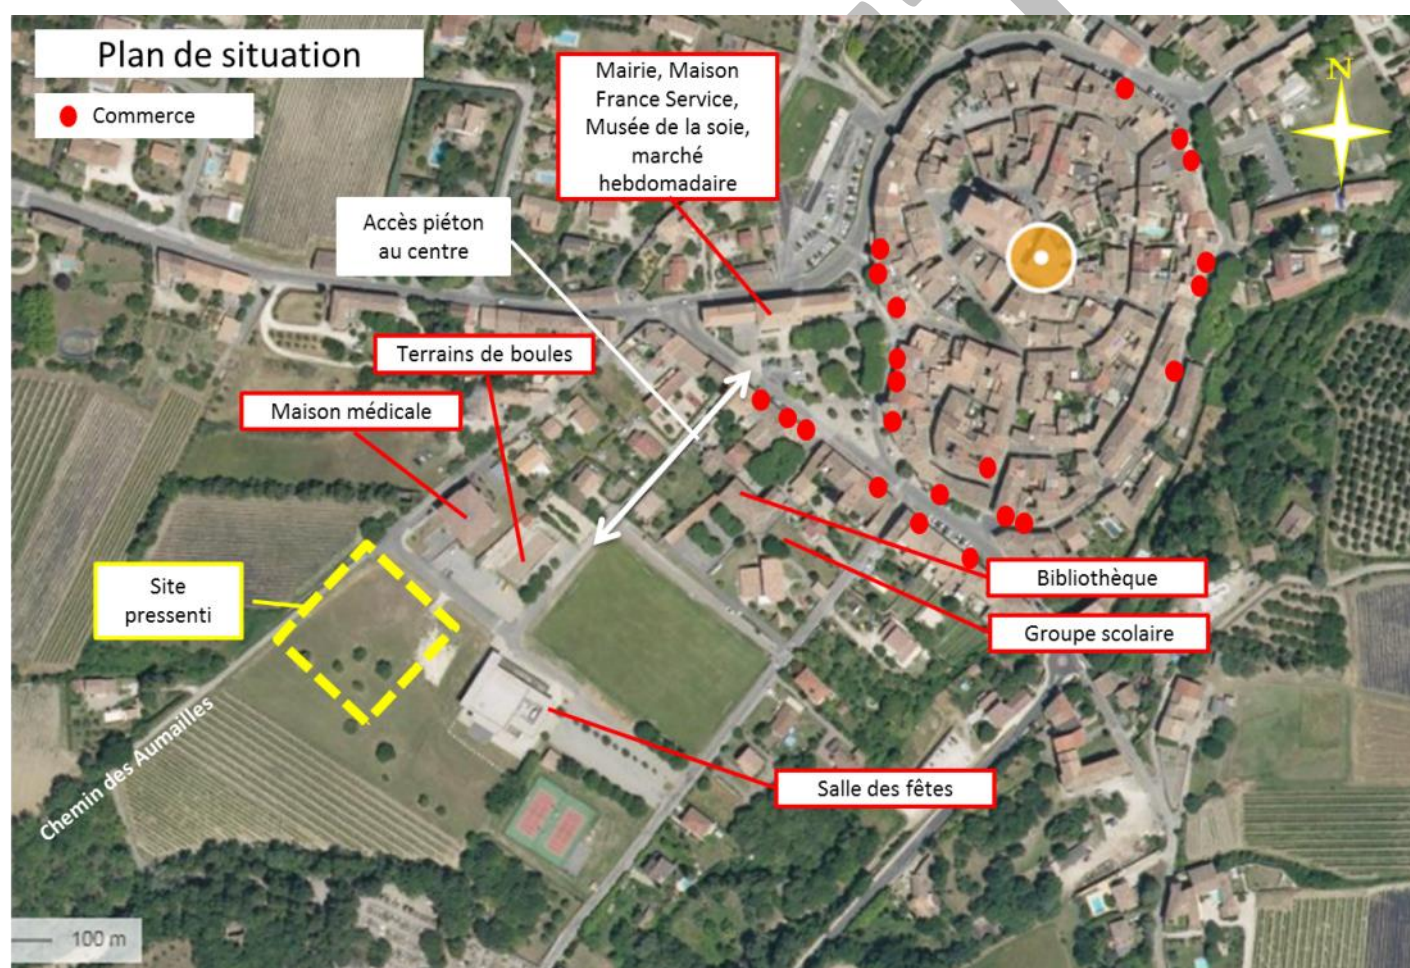 Plan de situation
Commerce
Mairie, Maison
France Service,
Musée de la soie,
marché
hebdomadaire
N
Accès piéton
au centre
Terrains de boules
Maison médicale
Site
pressenti
Bibliothèque
Groupe scolaire
Salle des fêtes
Chemin des Aumailles
100 m